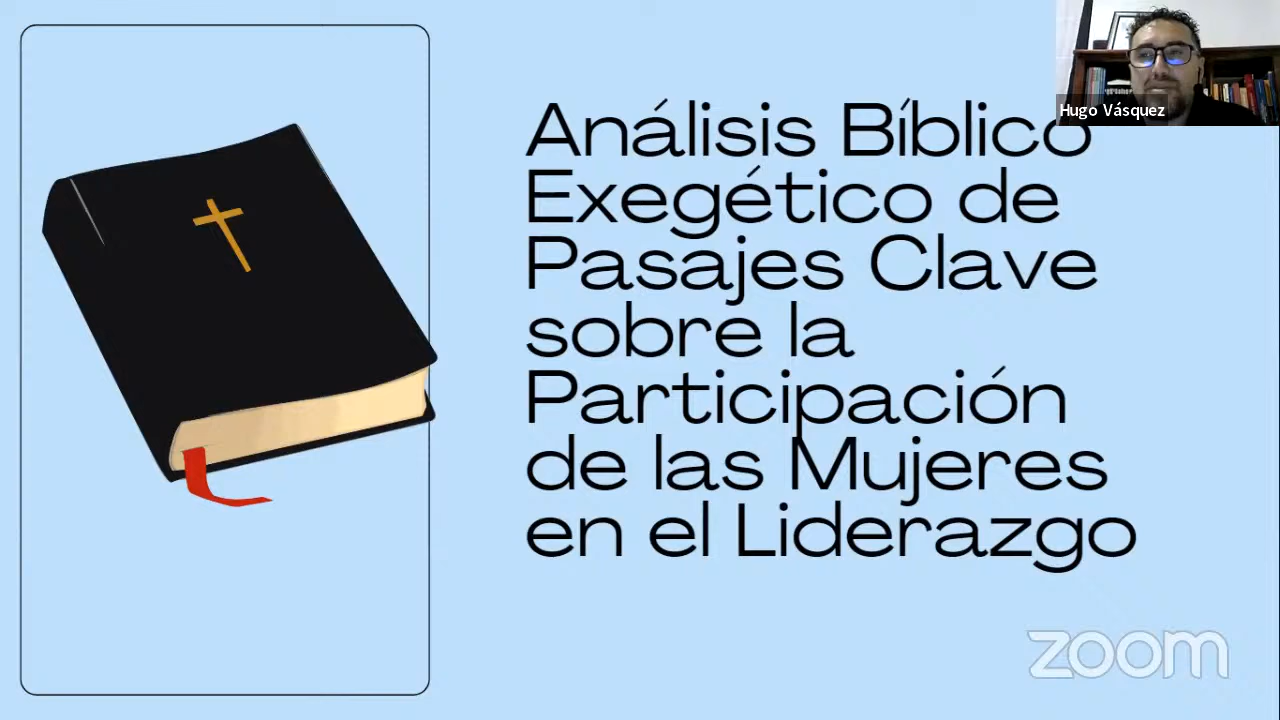 Hugo Vásquez
Análisis Bíblico
Exegético de
Pasajes Clave
sobre la
Participación
de las Mujeres
en el Liderazgo
zoom